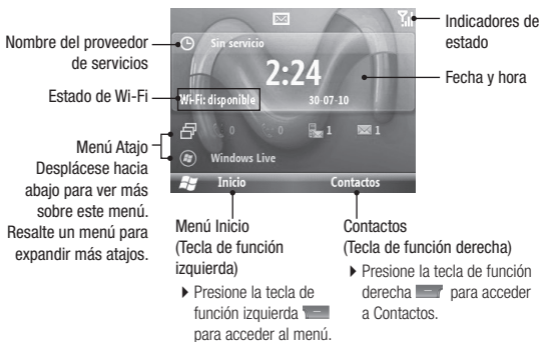 Nombre del proveedor
de servicios
Estado de Wi-Fi
Menú Atajo
Desplácese hacia
abajo para ver más
sobre este menú.
Resalte un menú para
expandir más atajos.
Sin servicio
2:24
Wi-Fi: disponible
30-07-10
0
0
1
1
Windows Live
Inicio
Contactos
Indicadores de
estado
Fecha y hora
Menú Inicio
(Tecla de función
izquierda)
Presione la tecla de
función izquierda
para acceder al menú.
Contactos
(Tecla de función derecha)
Presione la tecla de función
derecha para acceder
a Contactos.